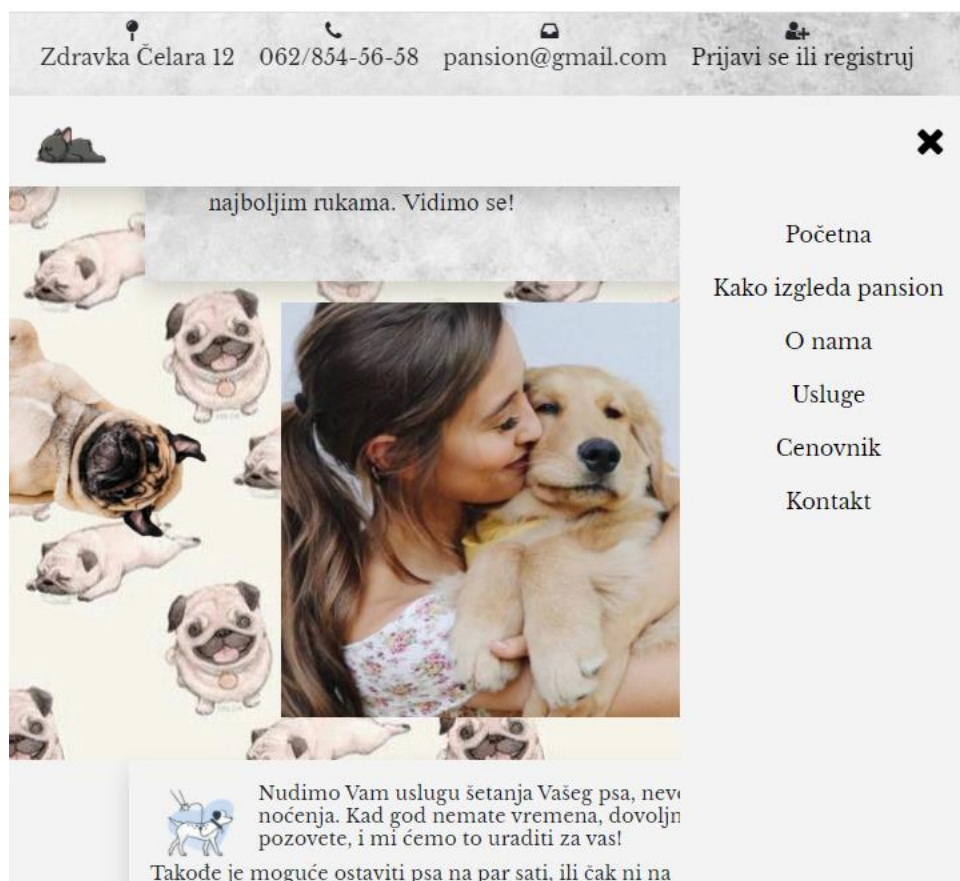 Zdravka Čelara 12 062/854-56-58 pansion@gmail.com Prijavi se ili registruj
najboljim rukama. Vidimo se!
Početna
Kako izgleda pansion
O nama
Usluge
Cenovnik
Kontakt
Nudimo Vam uslugu šetanja Vašeg psa,
noćenja. Kad god nemate vremena,
pozovete, i mi ćemo to uraditi za vas!
Takođe je moguće ostaviti psa na par sati, ili čak ni na